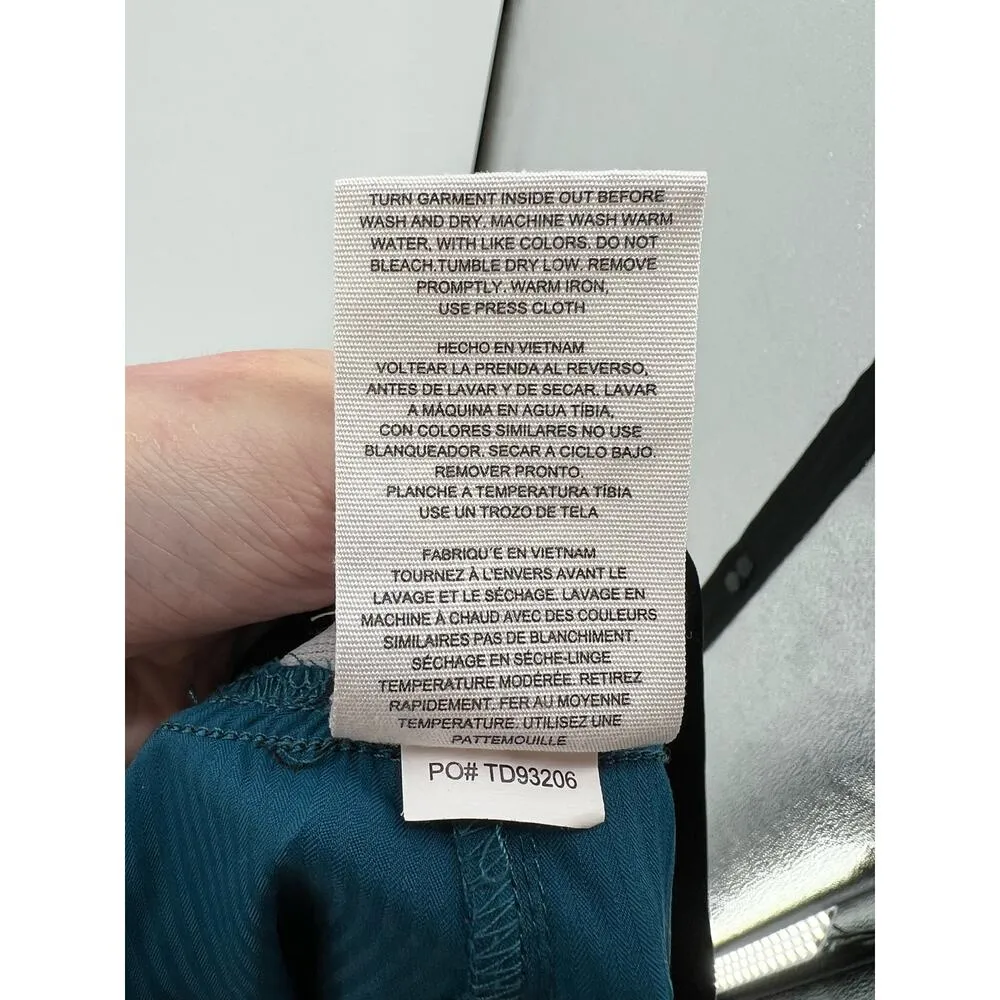 TURN GARMENT INSIDE OUT BEFORE
WASH AND DRY. MACHINE WASH WARM
WATER. WITH LIKE COLORS. DO NOT
BLEACH.TUMBLE DRY LOW. REMOVE
PROMPTLY. WARM IRON,
USE PRESS CLOTH
HECHO EN VIETNAM
VOLTEAR LA PRENDA AL REVERSO,
ANTES DE LAVAR Y DE SECAR. LAVAR
A MÁQUINA EN AGUA TÍBIA,
CON COLORES SIMILARES NO USE
BLANQUEADOR. SECAR A CICLO BAJO.
REMOVER PRONTO
PLANCHE A TEMPERATURA TÍBIA
USE UN TROZO DE TELA
FABRIQU'E EN VIETNAM
TOURNEZ À L'ENVERS AVANT LE
LAVAGE ET LE SÉCHAGE. LAVAGE EN
MACHINE À CHAUD AVEC DES COULEURS
SIMILAIRES PAS DE BLANCHIMENT.
SÉCHAGE EN SÉCHE-LINGE
TEMPERATURE MODÉRÉE. RETIREZ
RAPIDEMENT. FER AU MOYENNE
TEMPERATURE. UTILISEZ UNE
PATTEMOUILLE
PO# TD93206